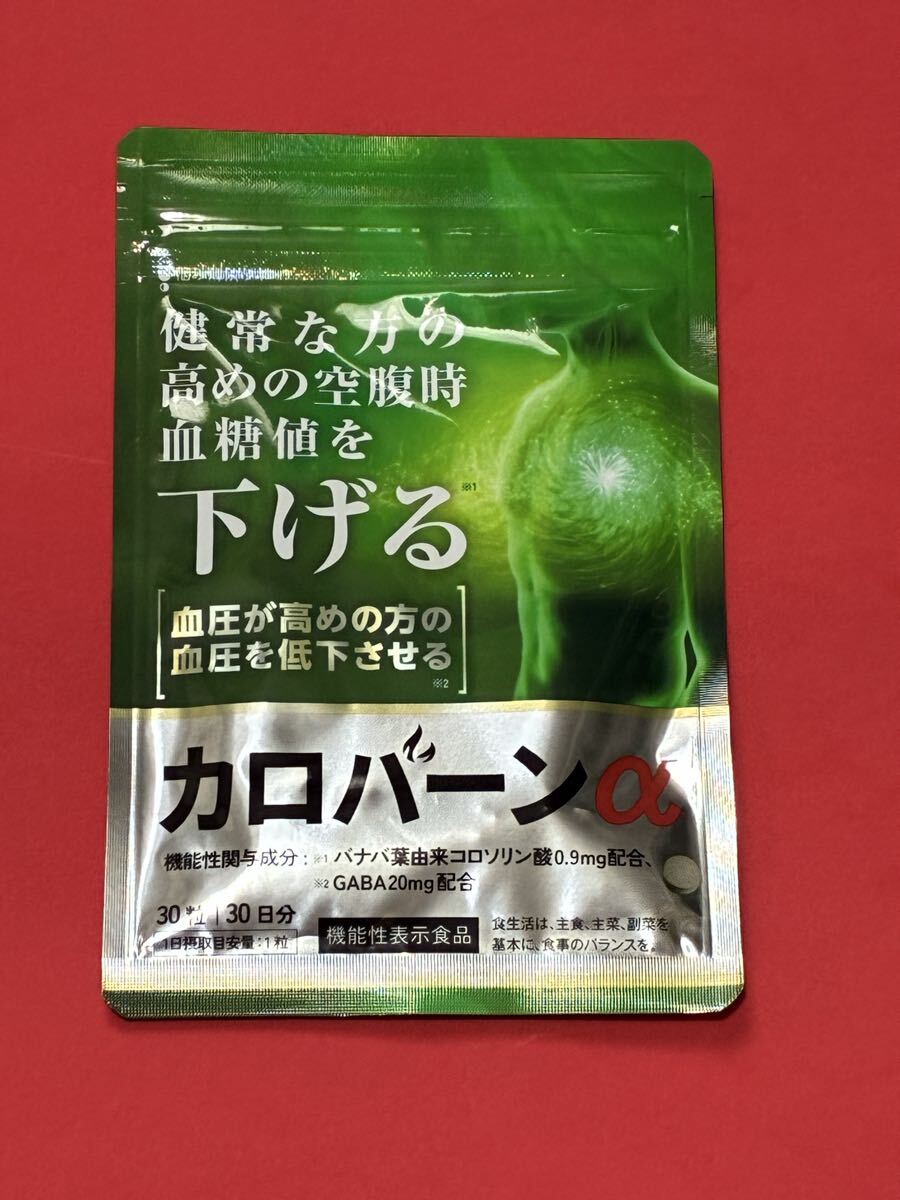 健常な方の
高めの空腹時
血糖値を
下げる※1
血圧が高めの方の
血圧を低下させる
※2
カロバーンα
機能性関与成分：※1 バナバ葉由来コロソリン酸0.9mg配合、
※2 GABA20mg配合
30粒 | 30日分
1日摂取目安量：1粒
機能性表示食品
食生活は、主食、主菜、副菜を
基本に、食事のバランスを。